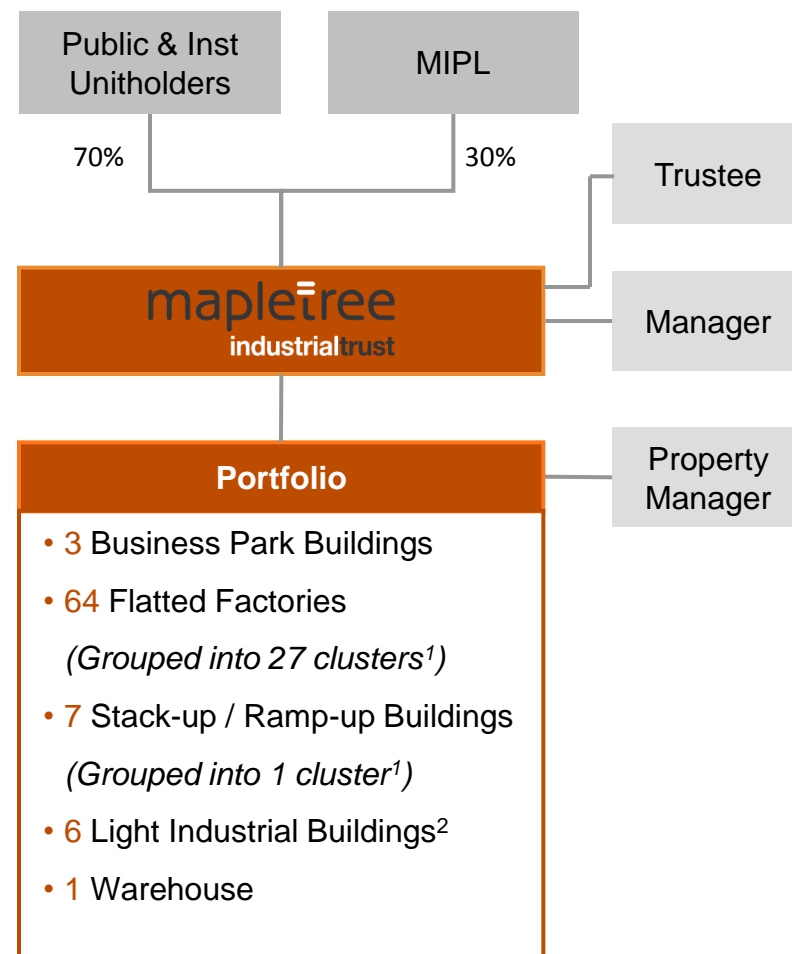 Public & Inst
Unitholders
MIPL
70%
30%
Trustee
mapletree
industrialtrust
Manager
Portfolio
Property
Manager
• 3 Business Park Buildings
• 64 Flatted Factories
(Grouped into 27 clusters¹)
• 7 Stack-up / Ramp-up Buildings
(Grouped into 1 cluster¹)
• 6 Light Industrial Buildings²
• 1 Warehouse